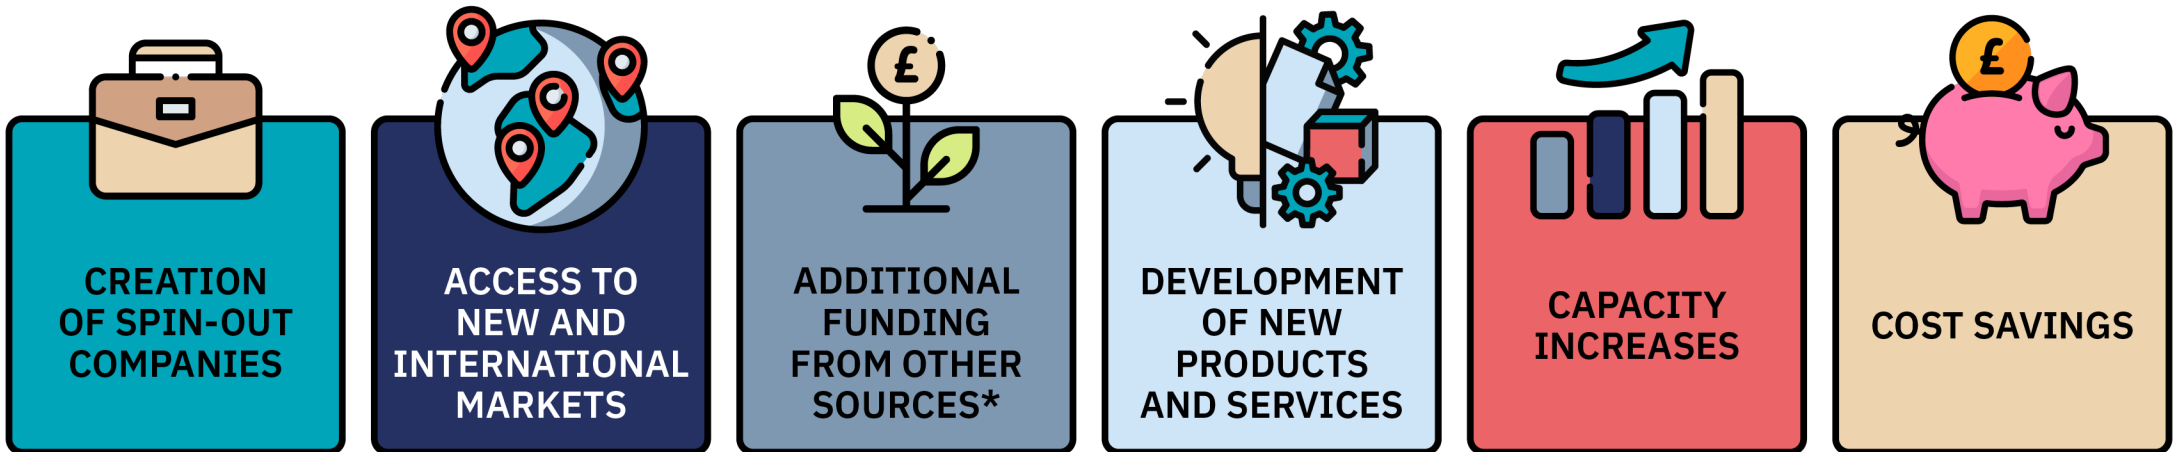 £
£
CREATION
OF SPIN-OUT
COMPANIES
ACCESS TO
NEW AND
INTERNATIONAL
MARKETS
ADDITIONAL
FUNDING
FROM OTHER
SOURCES*
DEVELOPMENT
OF NEW
PRODUCTS
AND SERVICES
CAPACITY
INCREASES
COST SAVINGS